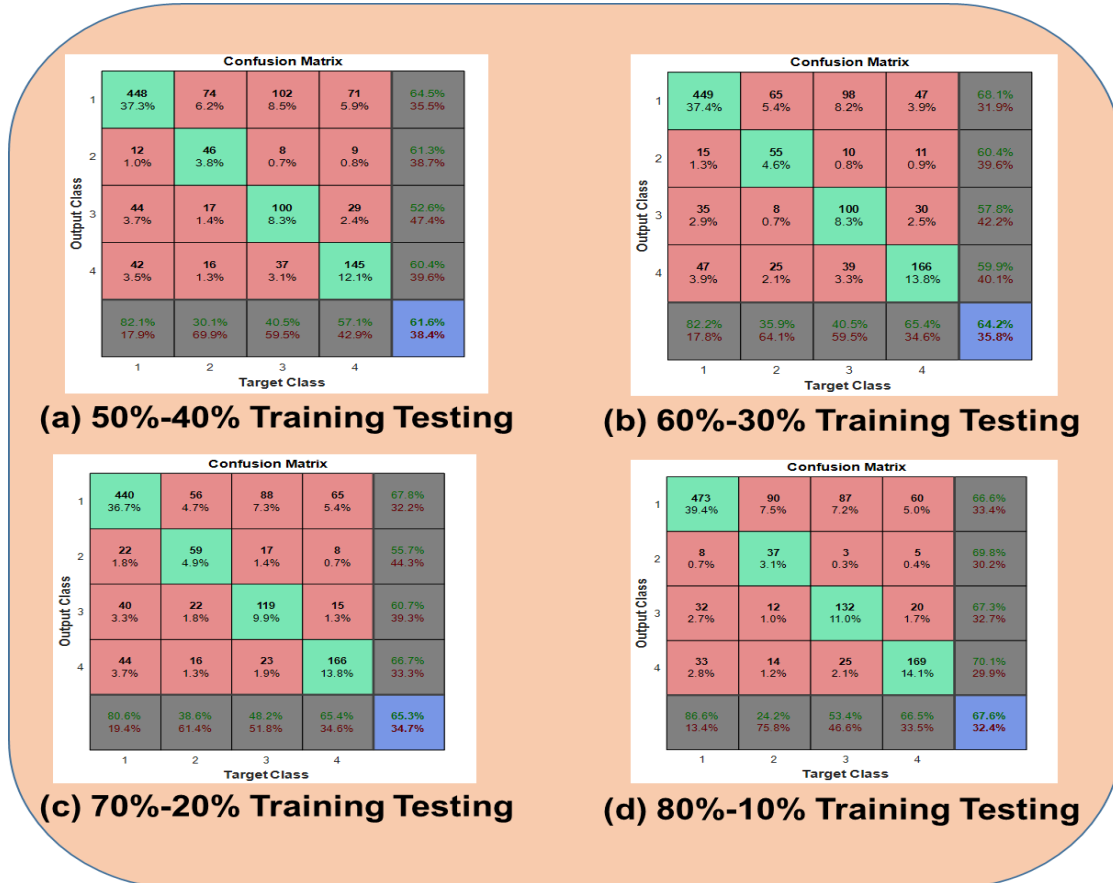 Confusion Matrix
1 448 74 102 71 64.5%
37.3% 6.2% 8.5% 5.9% 35.5%
2 12 46 8 9 61.3%
1.0% 3.8% 0.7% 0.8% 38.7%
3 44 17 100 29 52.6%
3.7% 1.4% 8.3% 2.4% 47.4%
4 42 16 37 145 60.4%
3.5% 1.3% 3.1% 12.1% 39.6%
82.1% 30.1% 40.5% 57.1% 61.6%
17.9% 69.9% 59.5% 42.9% 38.4%
1 2 3 4
Target Class
Output Class
(a) 50%-40% Training Testing
Confusion Matrix
1 449 65 98 47 68.1%
37.4% 5.4% 8.2% 3.9% 31.9%
2 15 55 10 11 60.4%
1.3% 4.6% 0.8% 0.9% 39.6%
3 35 8 100 30 57.8%
2.9% 0.7% 8.3% 2.5% 42.2%
4 47 25 39 166 59.9%
3.9% 2.1% 3.3% 13.8% 40.1%
82.2% 35.9% 40.5% 65.4% 64.2%
17.8% 64.1% 59.5% 34.6% 35.8%
1 2 3 4
Target Class
Output Class
(b) 60%-30% Training Testing
Confusion Matrix
1 440 56 88 65 67.8%
36.7% 4.7% 7.3% 5.4% 32.2%
2 22 59 17 8 55.7%
1.8% 4.9% 1.4% 0.7% 44.3%
3 40 22 119 15 60.7%
3.3% 1.8% 9.9% 1.3% 39.3%
4 44 16 23 166 66.7%
3.7% 1.3% 1.9% 13.8% 33.3%
80.6% 38.6% 48.2% 65.4% 65.3%
19.4% 61.4% 51.8% 34.6% 34.7%
1 2 3 4
Target Class
Output Class
(c) 70%-20% Training Testing
Confusion Matrix
1 473 90 87 60 66.6%
39.4% 7.5% 7.2% 5.0% 33.4%
2 8 37 3 5 69.8%
0.7% 3.1% 0.3% 0.4% 30.2%
3 32 12 132 20 67.3%
2.7% 1.0% 11.0% 1.7% 32.7%
4 33 14 25 169 70.1%
2.8% 1.2% 2.1% 14.1% 29.9%
86.6% 24.2% 53.4% 66.5% 67.6%
13.4% 75.8% 46.6% 33.5% 32.4%
1 2 3 4
Target Class
Output Class
(d) 80%-10% Training Testing